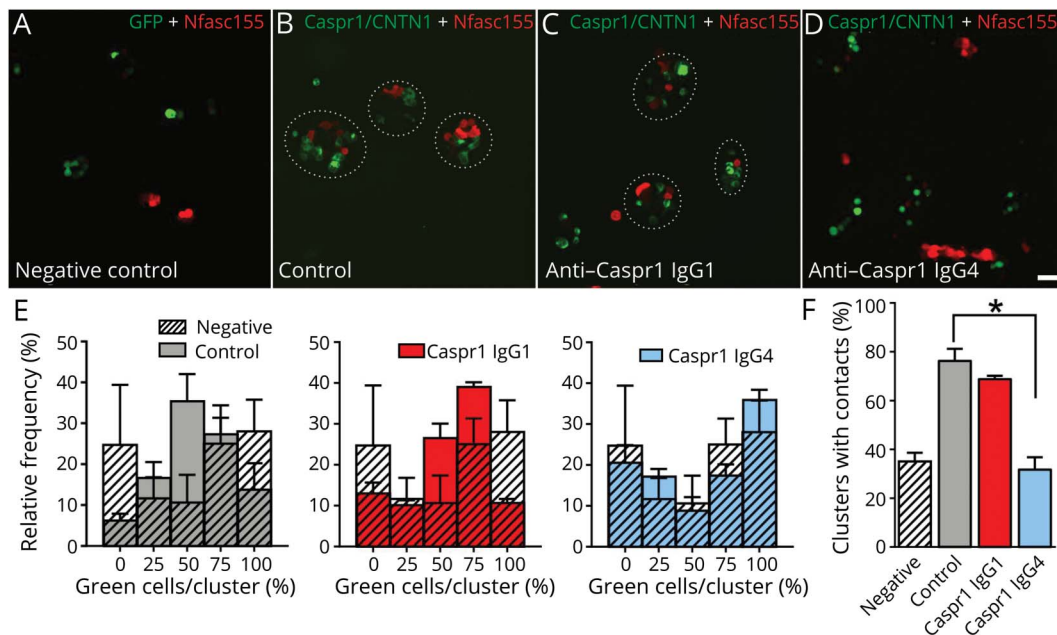 A GFP + Nfasc155
B Caspr1/CNTN1 + Nfasc155
C Caspr1/CNTN1 + Nfasc155
D Caspr1/CNTN1 + Nfasc155
Negative control
Control
Anti–Caspr1 IgG1
Anti–Caspr1 IgG4
E
Relative frequency (%)
Negative
Control
50
40
30
20
10
0
0 25 50 75 100
Green cells/cluster (%)
Caspr1 IgG1
50
40
30
20
10
0
0 25 50 75 100
Green cells/cluster (%)
Caspr1 IgG4
50
40
30
20
10
0
0 25 50 75 100
Green cells/cluster (%)
F
Clusters with contacts (%)
100
80
60
40
20
0
*
Negative
Control
Caspr1 IgG1
Caspr1 IgG4